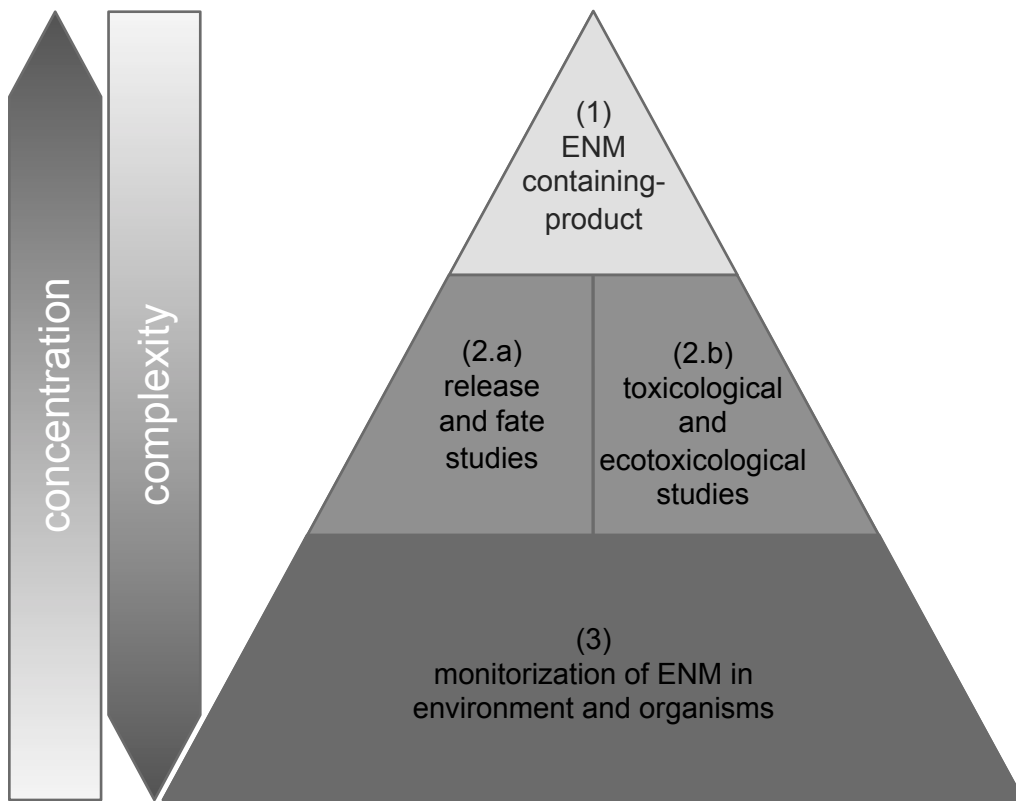 concentration
complexity
(1)
ENM
containing-
product
(2.a)
release
and fate
studies
(2.b)
toxicological
and
ecotoxicological
studies
(3)
monitorization of ENM in
environment and organisms